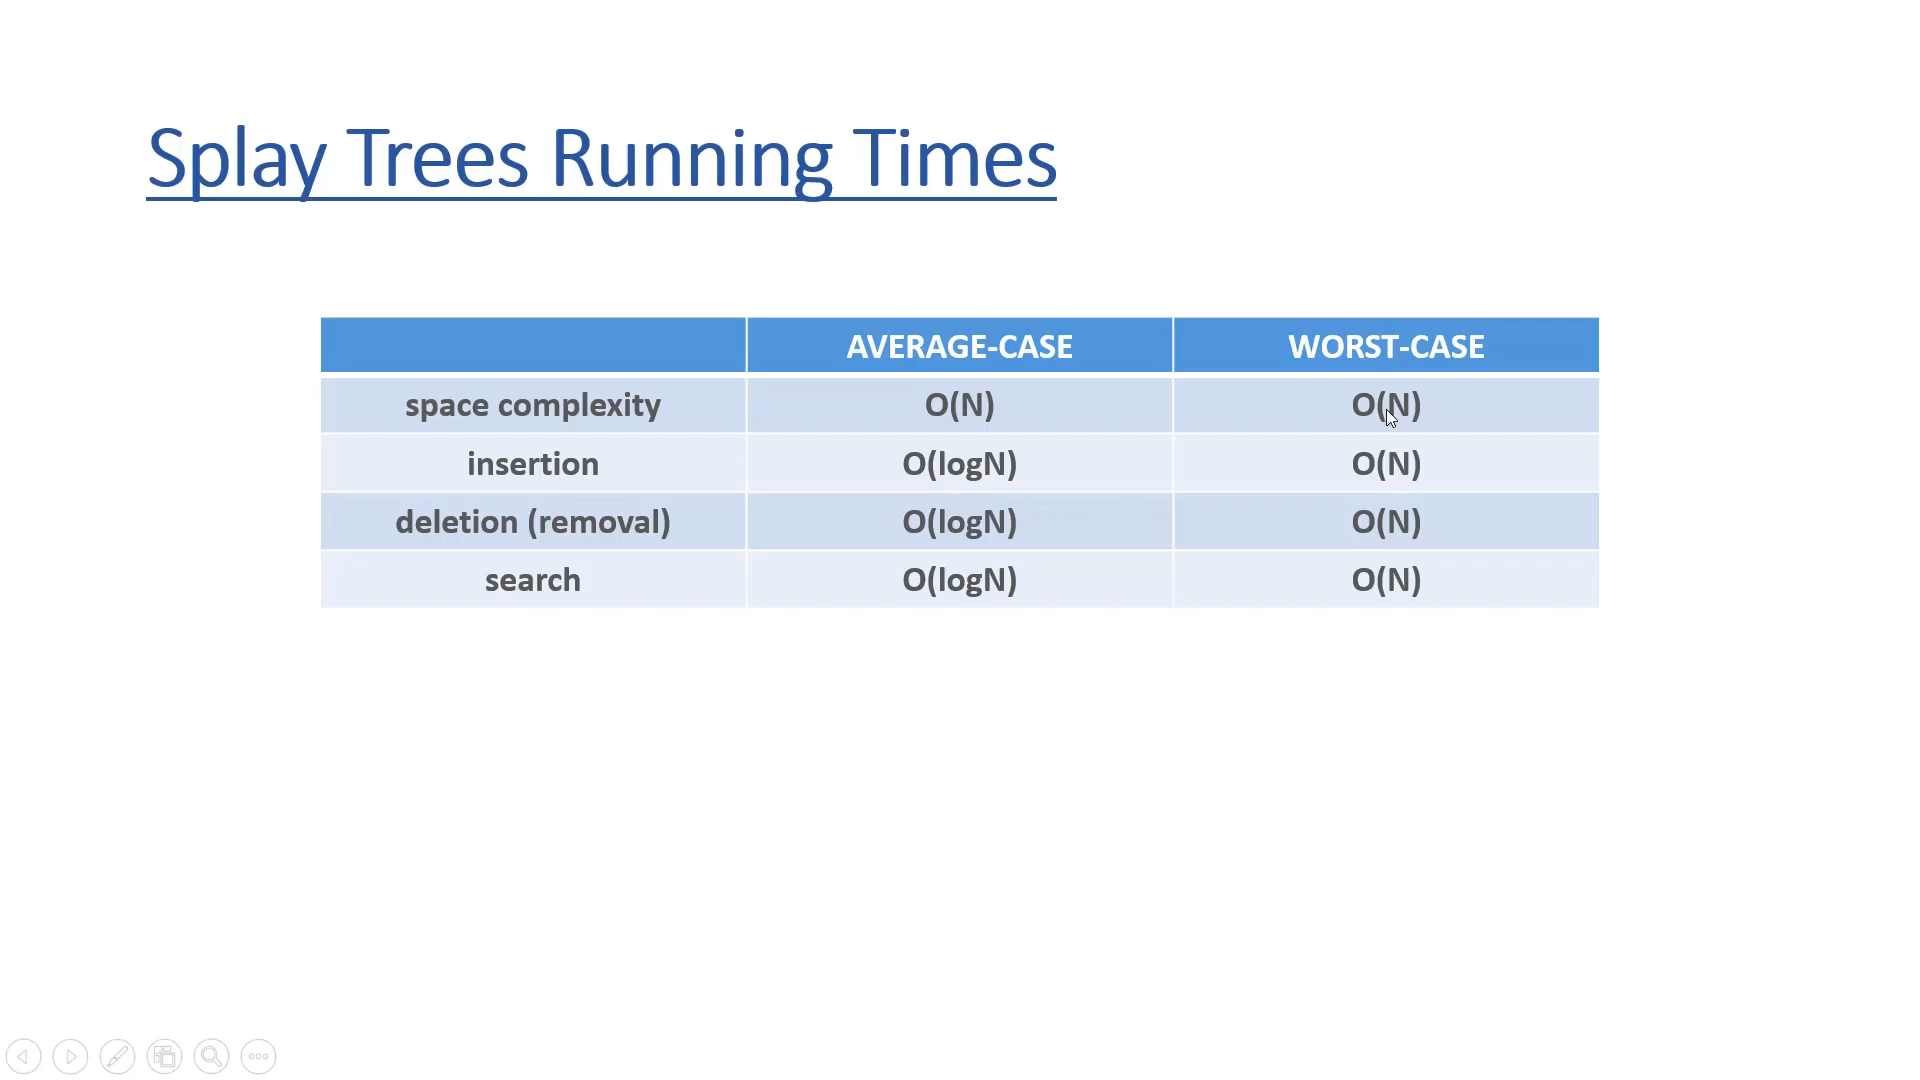 Splay Trees Running Times
AVERAGE-CASE WORST-CASE
space complexity O(N) O(N)
insertion O(logN) O(N)
deletion (removal) O(logN) O(N)
search O(logN) O(N)